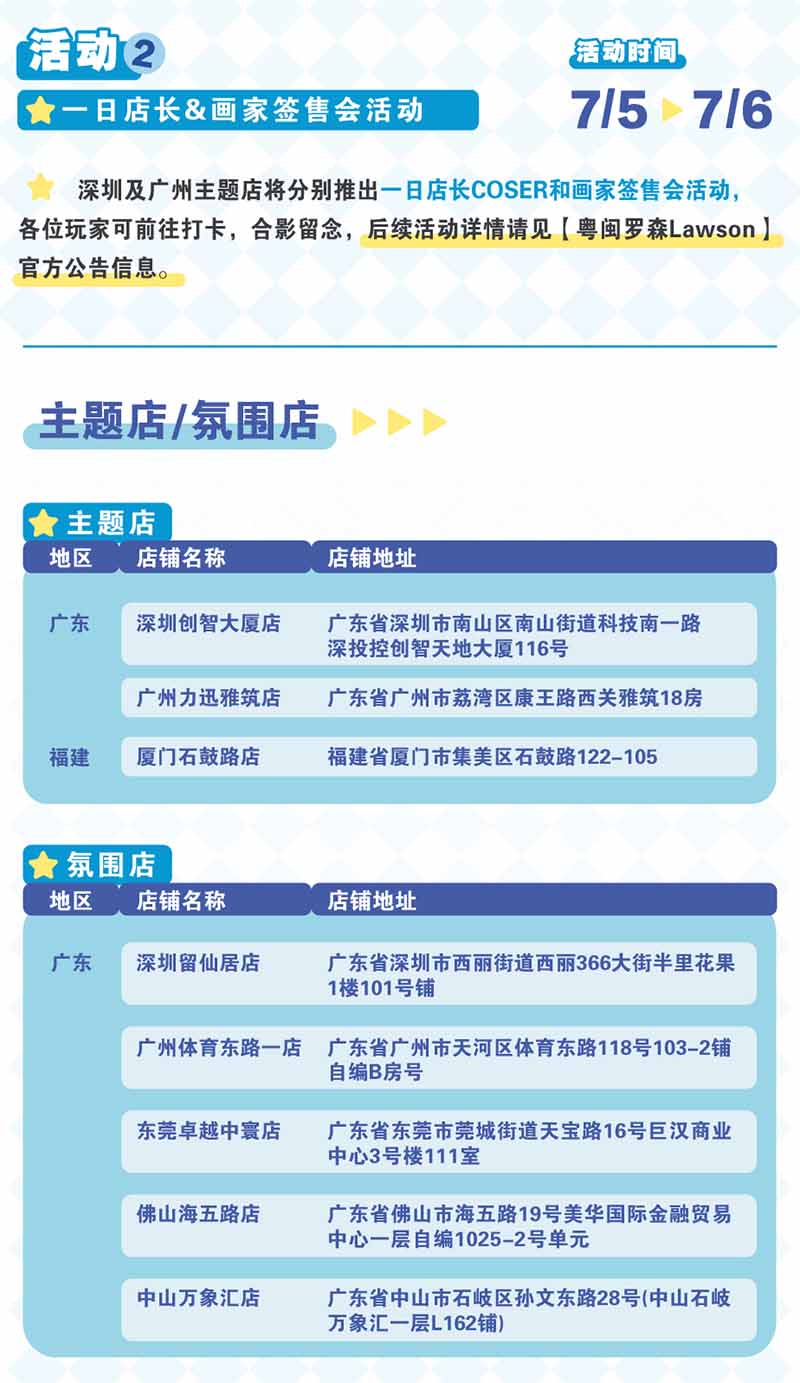 活动2
活动时间
一日店长&画家签售会活动
7/5 7/6
深圳及广州主题店将分别推出一日店长COSER和画家签售会活动,
各位玩家可前往打卡,合影留念,后续活动详情请见【粤闽罗森Lawson】
官方公告信息。
主题店/氛围店
主题店
地区 店铺名称 店铺地址
广东 深圳创智大厦店 广东省深圳市南山区南山街道科技南一路
深投控创智天地大厦116号
广州力迅雅筑店 广东省广州市荔湾区康王路西关雅筑18房
福建 厦门石鼓路店 福建省厦门市集美区石鼓路122-105
氛围店
地区 店铺名称 店铺地址
广东 深圳留仙居店 广东省深圳市西丽街道西丽366大街半里花果
1楼101号铺
广州体育东路一店 广东省广州市天河区体育东路118号103-2铺
自编B房号
东莞卓越中寰店 广东省东莞市莞城街道天宝路16号巨汉商业
中心3号楼111室
佛山海五路店 广东省佛山市海五路19号美华国际金融贸易
中心一层自编1025-2号单元
中山万象汇店 广东省中山市石岐区孙文东路28号(中山石岐
万象汇一层L162铺)